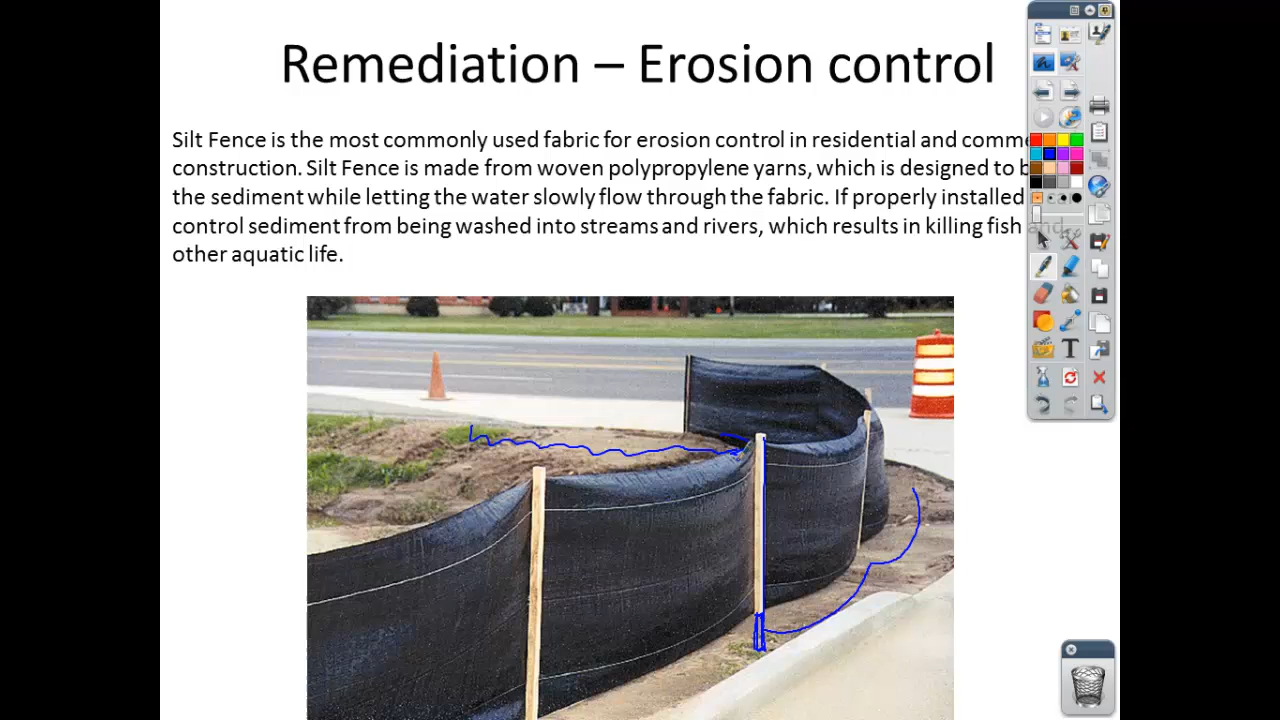 Remediation – Erosion control
Silt Fence is the most commonly used fabric for erosion control in residential and
construction. Silt Fence is made from woven polypropylene yarns, which is designed to
the sediment while letting the water slowly flow through the fabric. If properly installed
control sediment from being washed into streams and rivers, which results in killing fish and
other aquatic life.